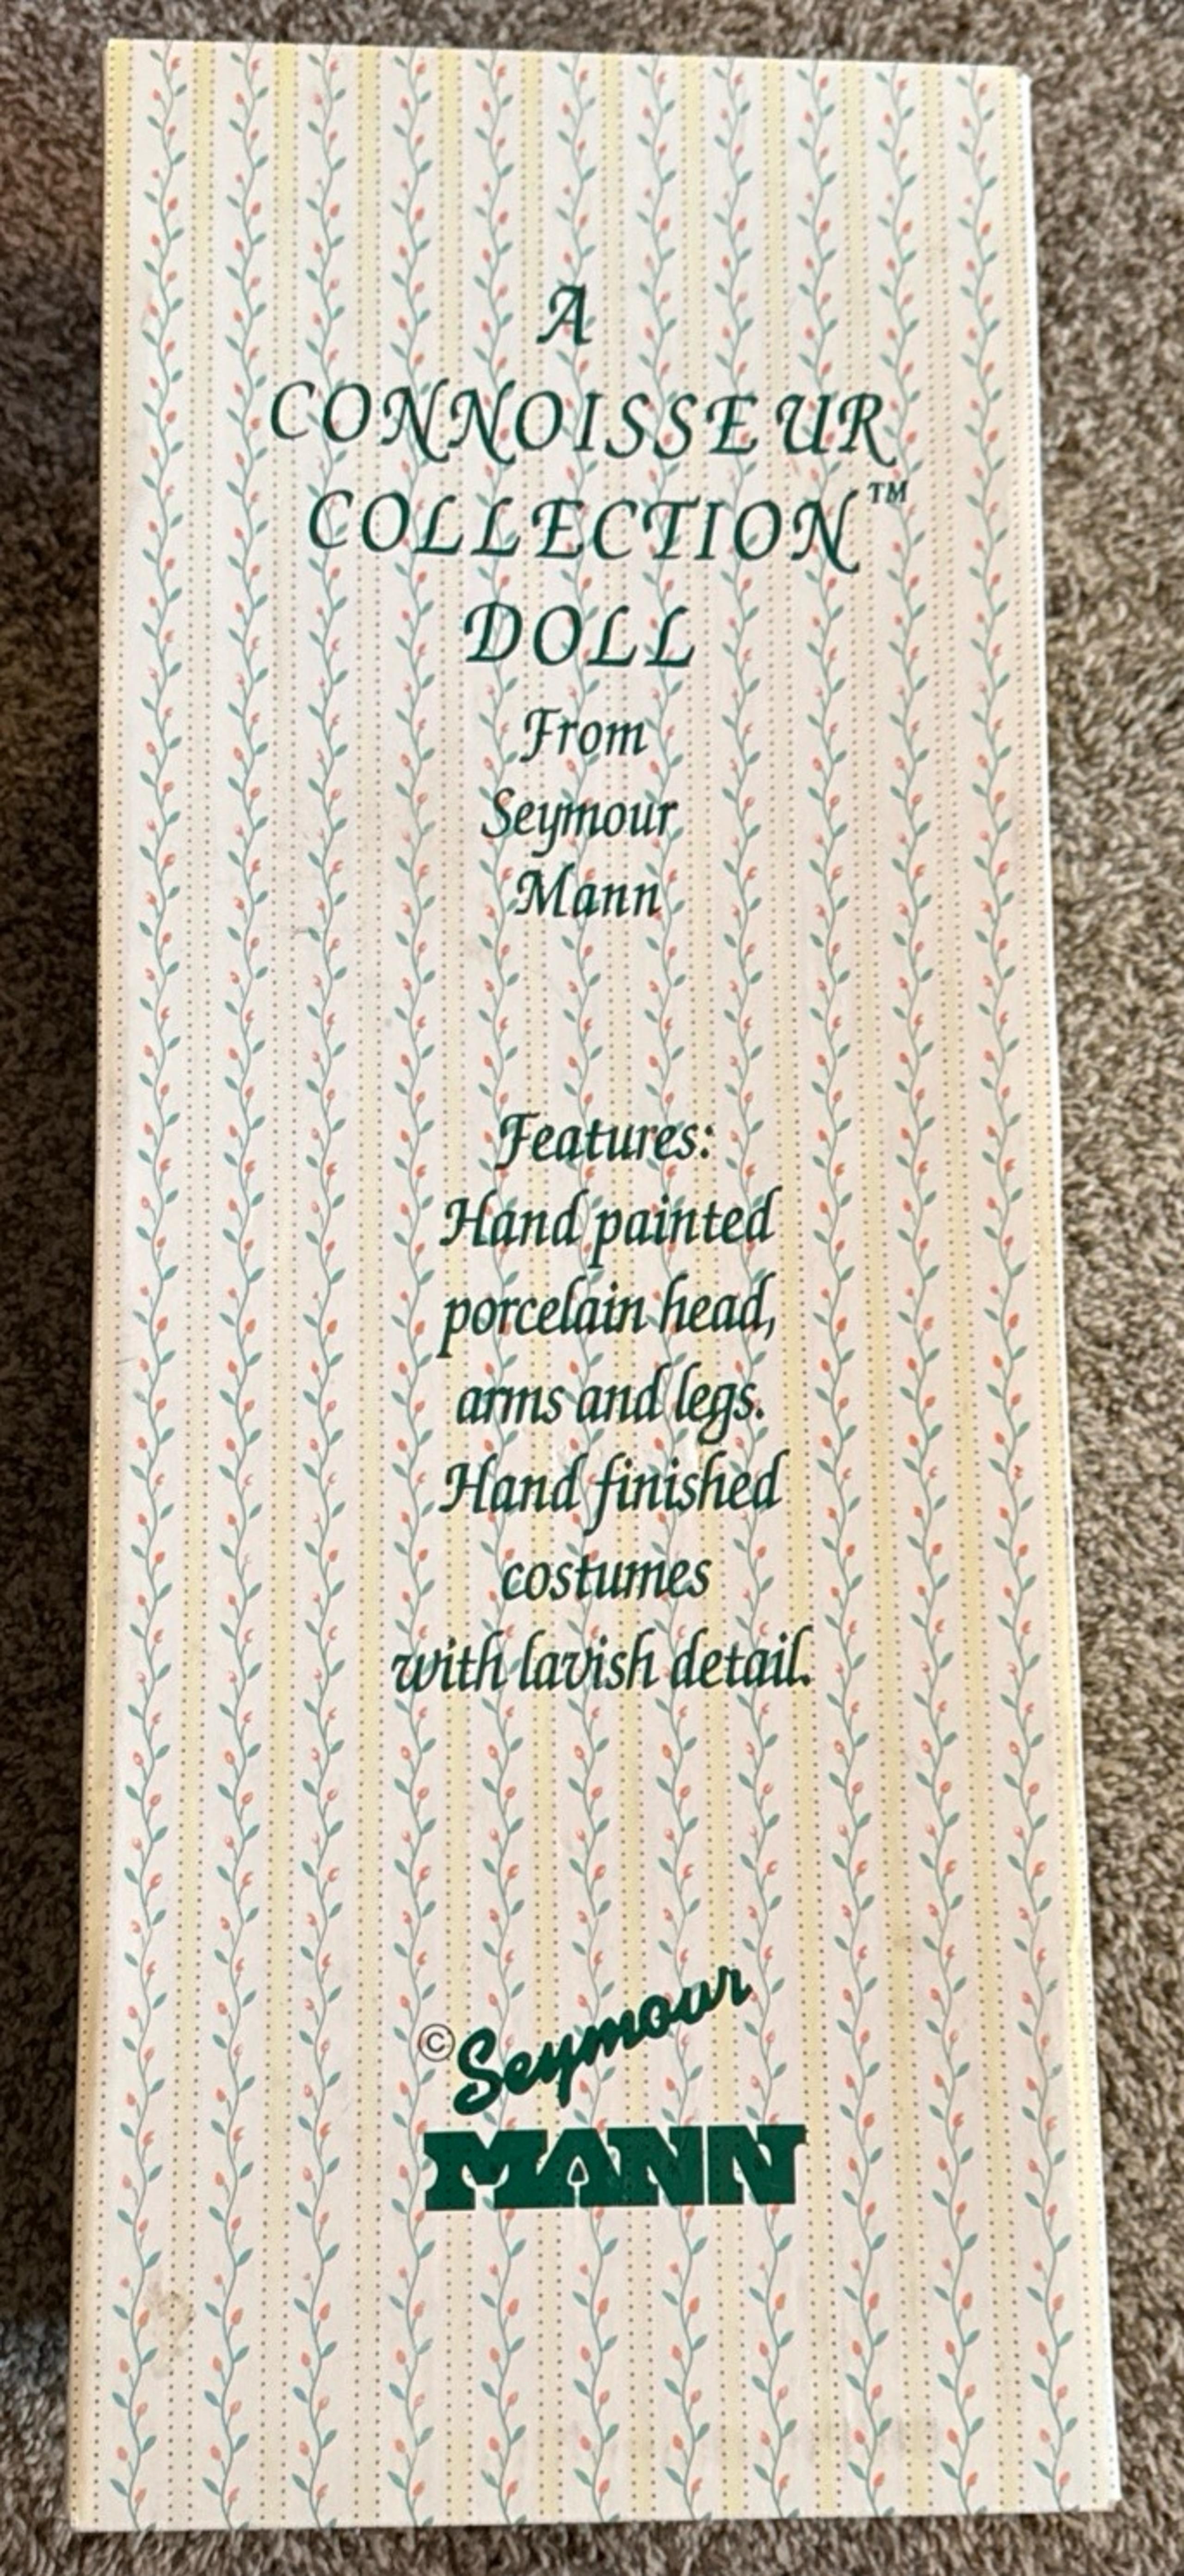 A
CONNOISSEUR
COLLECTION™
DOLL
From
Seymour
Mann
Features:
Hand painted
porcelain head,
arms and legs.
Hand finished
costumes
with lavish detail.
©Seymour
MANN